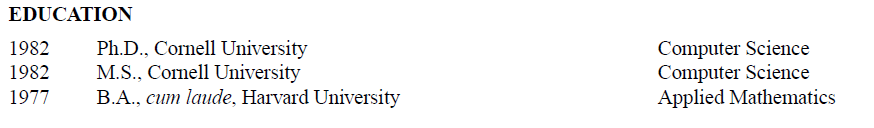 EDUCATION
1982 Ph.D., Cornell University Computer Science
1982 M.S., Cornell University Computer Science
1977 B.A., cum laude, Harvard University Applied Mathematics